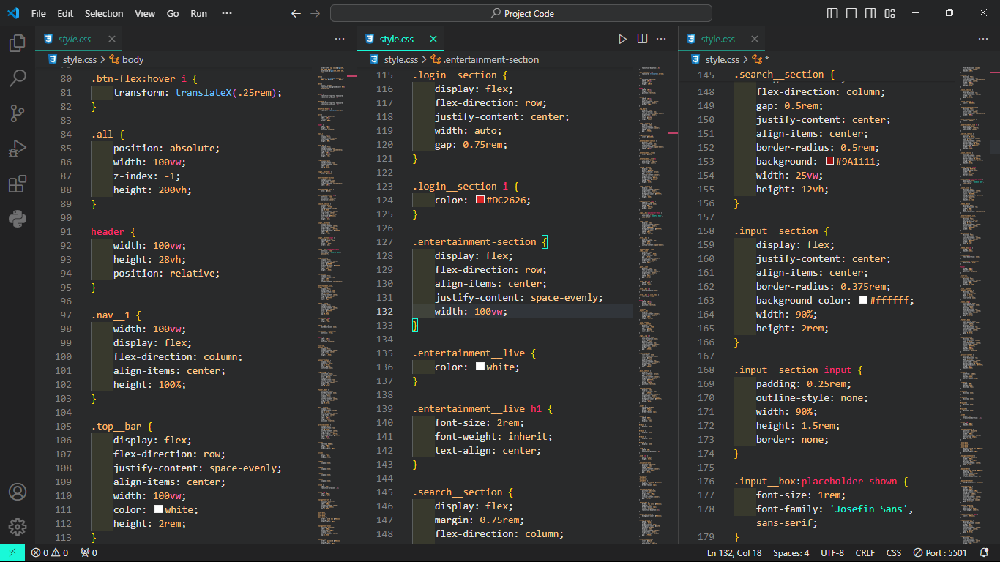 File Edit Selection View Go Run ··· Project Code
style.css
style.css > body
80 .btn-flex:hover i {
81 transform: translateX(.25rem);
82 }
83
84 .all {
85 position: absolute;
86 width: 100vw;
87 z-index: -1;
88 height: 200vh;
89 }
90
91 header {
92 width: 100vw;
93 height: 28vh;
94 position: relative;
95 }
96
97 .nav__1 {
98 width: 100vw;
99 display: flex;
100 flex-direction: column;
101 align-items: center;
102 height: 100%;
103 }
104
105 .top__bar {
106 display: flex;
107 flex-direction: row;
108 justify-content: space-evenly;
109 align-items: center;
110 width: 100vw;
111 color: white;
112 height: 2rem;
113 }
style.css
style.css > .entertainment-section
115 .login__section {
116 display: flex;
117 flex-direction: row;
118 justify-content: center;
119 width: auto;
120 gap: 0.75rem;
121 }
122
123 .login__section i {
124 color: #DC2626;
125 }
126
127 .entertainment-section {
128 display: flex;
129 flex-direction: row;
130 align-items: center;
131 justify-content: space-evenly;
132 width: 100vw;
133 }
134
135 .entertainment__live {
136 color: white;
137 }
138
139 .entertainment__live h1 {
140 font-size: 2rem;
141 font-weight: inherit;
142 text-align: center;
143 }
144
145 .search__section {
146 display: flex;
147 margin: 0.75rem;
148 flex-direction: column;
style.css
style.css > *
145 .search__section {
148 flex-direction: column;
149 gap: 0.5rem;
150 justify-content: center;
151 align-items: center;
152 border-radius: 0.5rem;
153 background: #9A1111;
154 width: 25vw;
155 height: 12vh;
156 }
157
158 .input__section {
159 display: flex;
160 justify-content: center;
161 align-items: center;
162 border-radius: 0.375rem;
163 background-color: #ffffff;
164 width: 90%;
165 height: 2rem;
166 }
167
168 .input__section input {
169 padding: 0.25rem;
170 outline-style: none;
171 width: 90%;
172 height: 1.5rem;
173 border: none;
174 }
175
176 .input__box:placeholder-shown {
177 font-size: 1rem;
178 font-family: 'Josefin Sans',
sans-serif;
179 }
0 0 0 Ln 132, Col 18 Spaces: 4 UTF-8 CRLF CSS Port : 5501